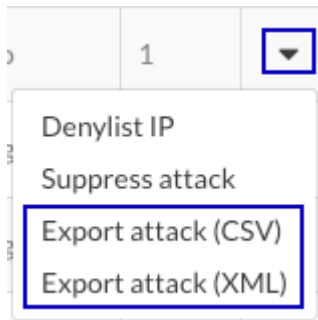 1
Denylist IP
Suppress attack
Export attack (CSV)
Export attack (XML)